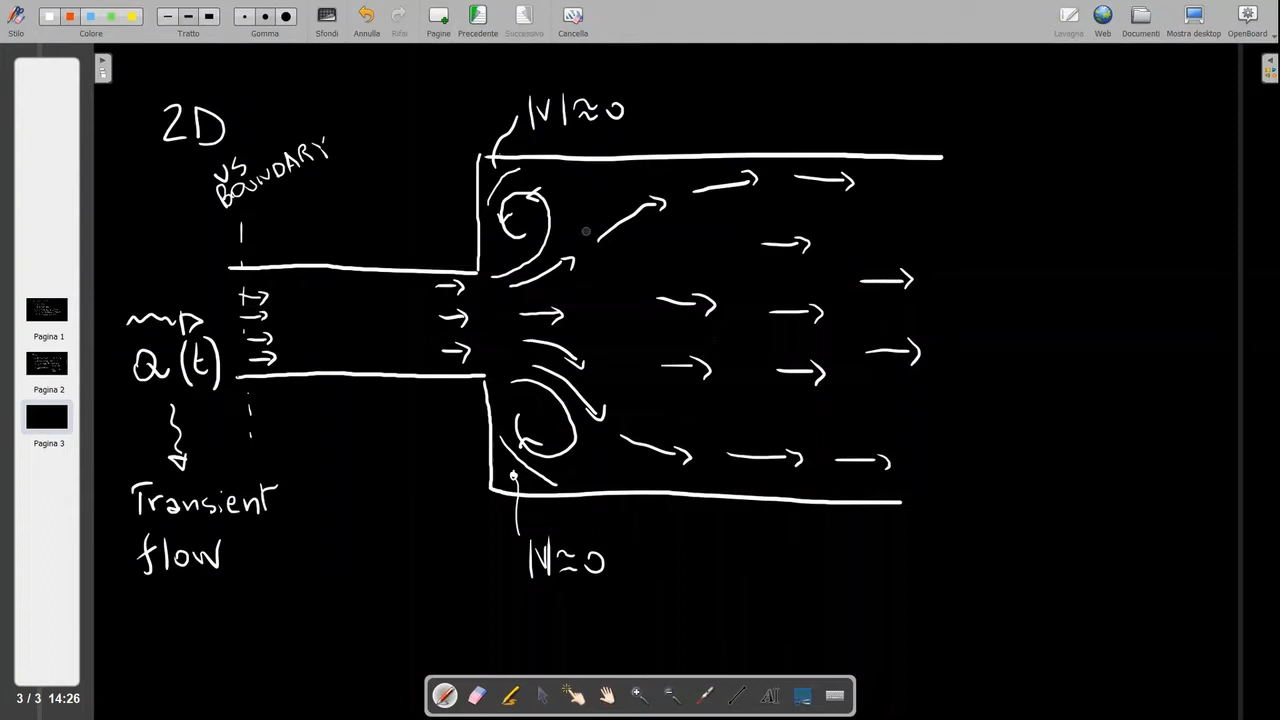 Stilo
Colore
Tratto
Gomma
Sfondi
Annulla
Rifai
Pagine
Precedente
Successivo
Cancella
Lavagna
Web
Documenti
Mostra desktop
OpenBoard
2D
US
BOUNDARY
|V|≈0
Q(t)
Transient
flow
|V|≈0
Pagina 1
Pagina 2
Pagina 3
3 / 3 14:26